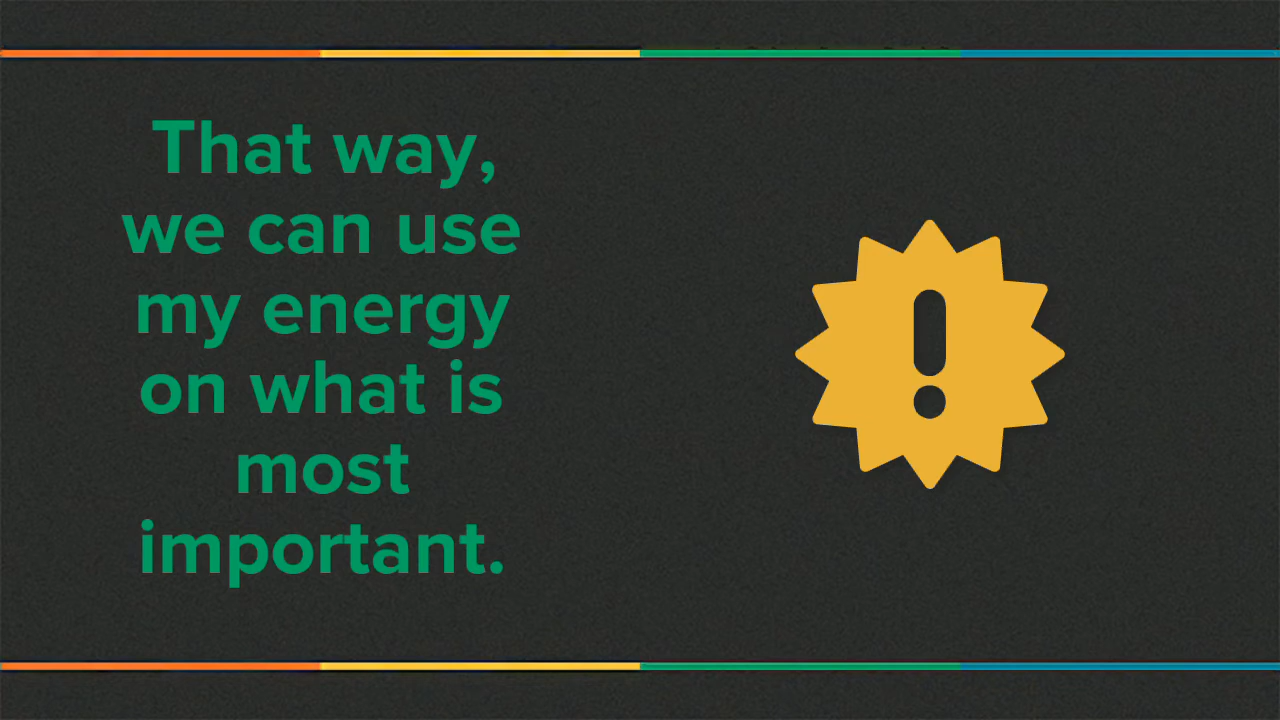 That way,
we can use
my energy
on what is
most
important.
!